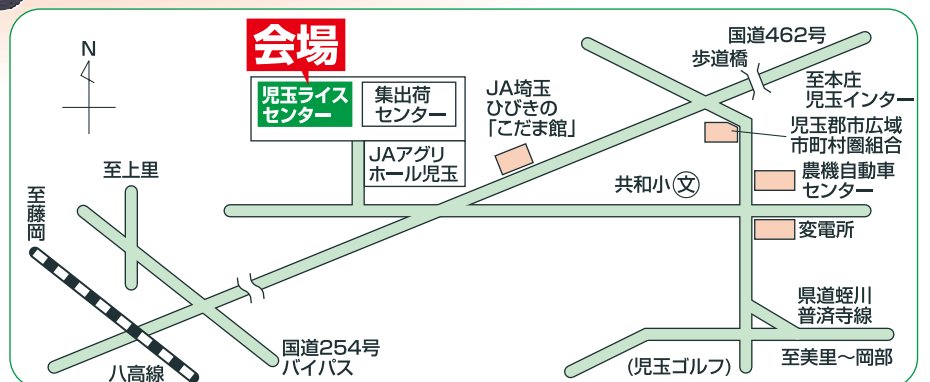 会場
N
児玉ライス
センター
集出荷
センター
JAアグリ
ホール児玉
JA埼玉
ひびきの
「こだま館」
国道462号
歩道橋
至本庄
児玉インター
児玉郡市広域
市町村圏組合
農機自動車
センター
共和小 文
変電所
至上里
至藤岡
県道蛭川
普済寺線
国道254号
バイパス
八高線
(児玉ゴルフ)
至美里～岡部